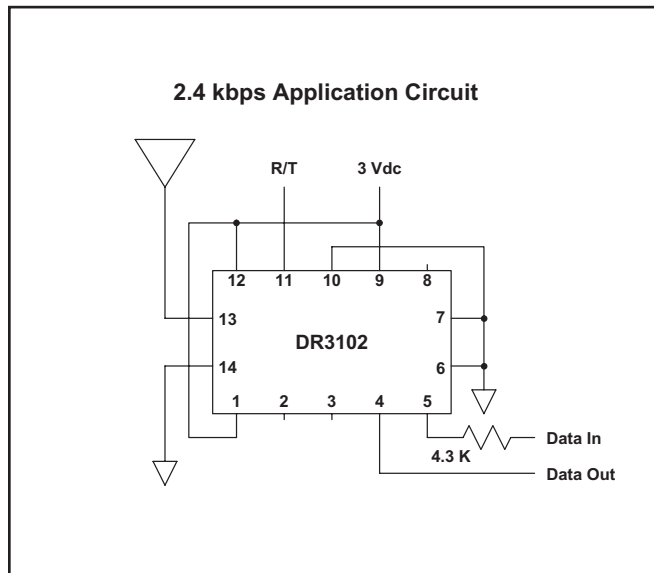 2.4 kbps Application Circuit
R/T 3 Vdc
12 11 10 9 8
13 7
DR3102
14 6
1 2 3 4 5
4.3 K Data In
Data Out